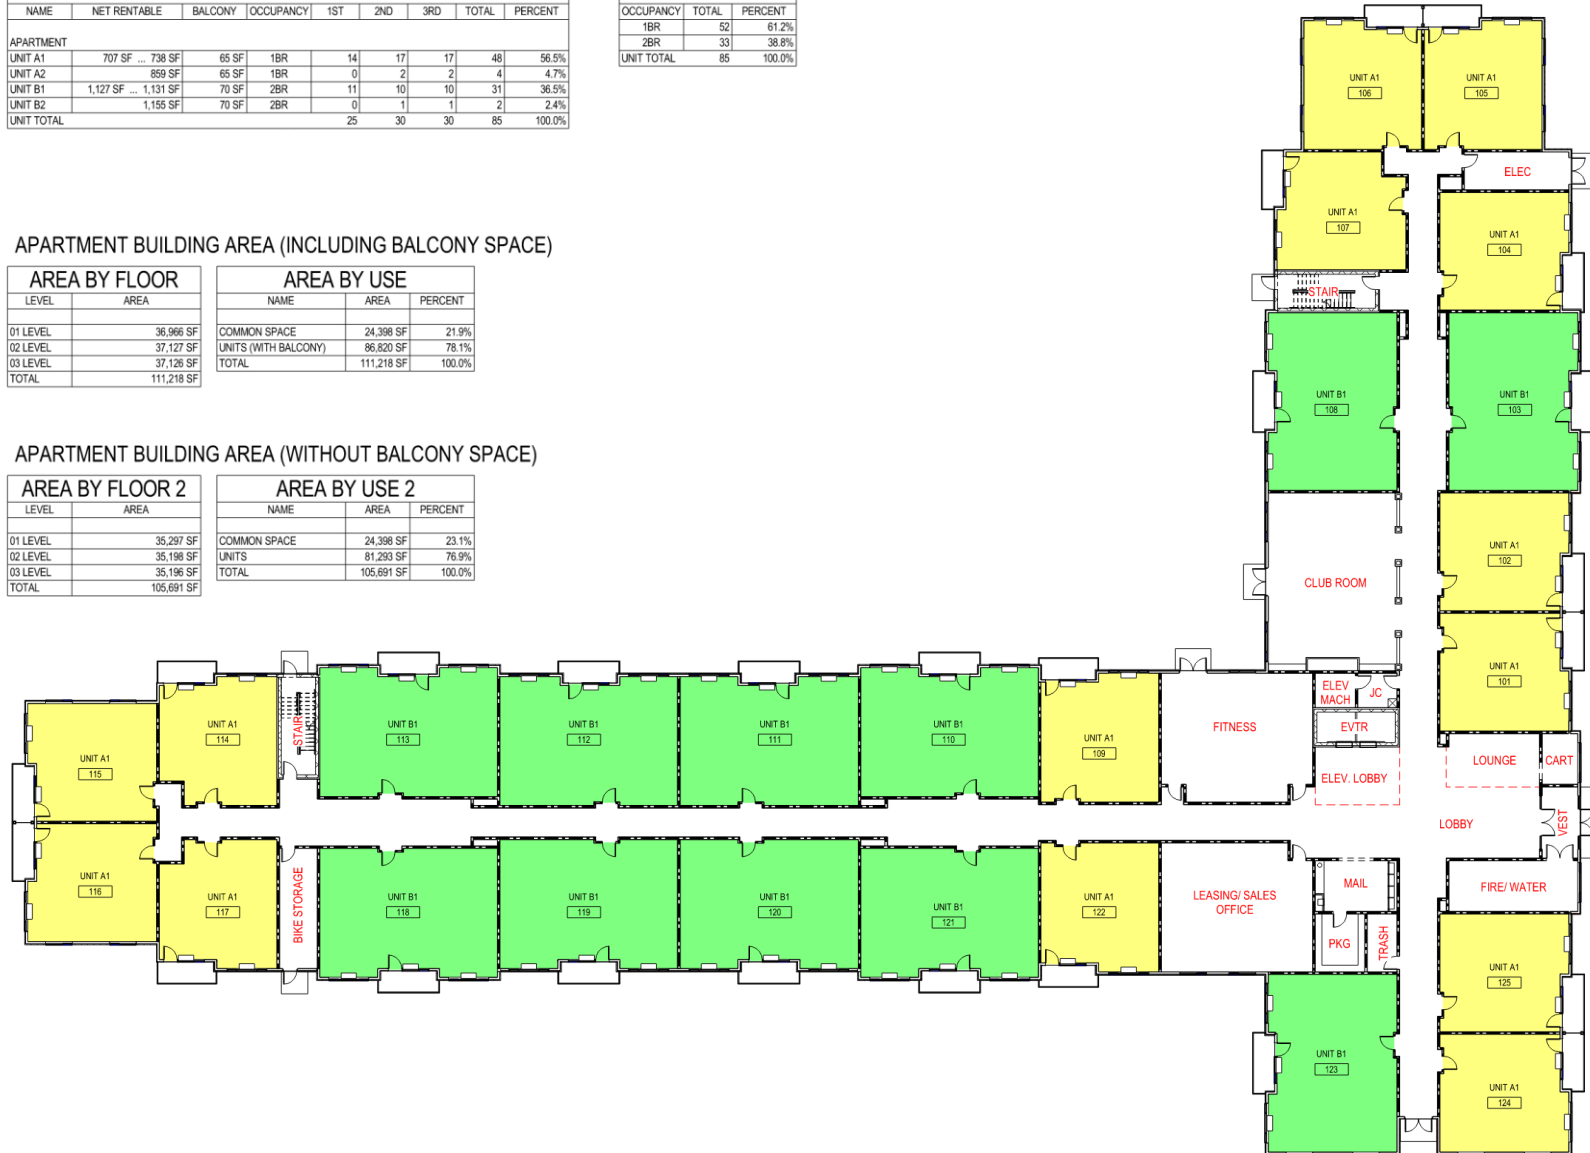 NAME NET RENTABLE BALCONY OCCUPANCY 1ST 2ND 3RD TOTAL PERCENT
APARTMENT
UNIT A1 707 SF ... 738 SF 65 SF 1BR 14 17 17 48 56.5%
UNIT A2 859 SF 65 SF 1BR 0 2 2 4 4.7%
UNIT B1 1,127 SF ... 1,131 SF 70 SF 2BR 11 10 10 31 36.5%
UNIT B2 1,155 SF 70 SF 2BR 0 1 1 2 2.4%
UNIT TOTAL 25 30 30 85 100.0%
OCCUPANCY TOTAL PERCENT
1BR 52 61.2%
2BR 33 38.8%
UNIT TOTAL 85 100.0%
APARTMENT BUILDING AREA (INCLUDING BALCONY SPACE)
AREA BY FLOOR
LEVEL AREA
01 LEVEL 36,966 SF
02 LEVEL 37,127 SF
03 LEVEL 37,126 SF
TOTAL 111,218 SF
AREA BY USE
NAME AREA PERCENT
COMMON SPACE 24,398 SF 21.9%
UNITS (WITH BALCONY) 86,820 SF 78.1%
TOTAL 111,218 SF 100.0%
APARTMENT BUILDING AREA (WITHOUT BALCONY SPACE)
AREA BY FLOOR 2
LEVEL AREA
01 LEVEL 35,297 SF
02 LEVEL 35,198 SF
03 LEVEL 35,196 SF
TOTAL 105,691 SF
AREA BY USE 2
NAME AREA PERCENT
COMMON SPACE 24,398 SF 23.1%
UNITS 81,293 SF 76.9%
TOTAL 105,691 SF 100.0%
UNIT A1
106
UNIT A1
105
ELEC
UNIT A1
107
UNIT A1
104
STAIR
UNIT B1
108
UNIT B1
103
UNIT A1
102
CLUB ROOM
UNIT A1
101
ELEV
MACH
JC
EVTR
ELEV. LOBBY
LOUNGE
CART
LOBBY
VEST
FITNESS
UNIT A1
109
UNIT B1
110
UNIT B1
111
UNIT B1
112
UNIT B1
113
STAIR
UNIT A1
114
UNIT A1
115
UNIT A1
116
UNIT A1
117
BIKE STORAGE
UNIT B1
118
UNIT B1
119
UNIT B1
120
UNIT B1
121
UNIT A1
122
LEASING/ SALES
OFFICE
MAIL
PKG
TRASH
FIRE/ WATER
UNIT A1
125
UNIT B1
123
UNIT A1
124